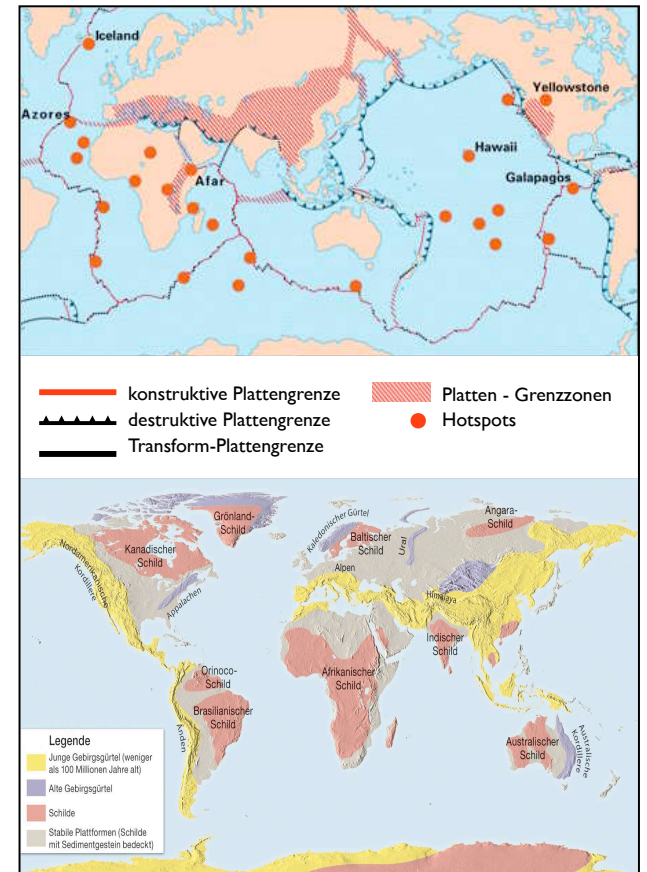 Iceland
Azores
Afar
Yellowstone
Hawaii
Galapagos
konstruktive Plattengrenze
destruktive Plattengrenze
Transform-Plattengrenze
Platten - Grenzzonen
Hotspots
Grönland-
Schild
Kaledonischer Gürtel
Baltischer
Schild
Ural
Angara-
Schild
Kanadischer
Schild
Nordamerikanische
Kordillere
Appalachen
Alpen
Himalaya
Indischer
Schild
Orinoco-
Schild
Afrikanischer
Schild
Brasilianischer
Schild
Anden
Australischer
Schild
Australische
Kordillere
Legende
Junge Gebirgsgürtel (weniger
als 100 Millionen Jahre alt)
Alte Gebirgsgürtel
Schilde
Stabile Plattformen (Schilde
mit Sedimentgestein bedeckt)